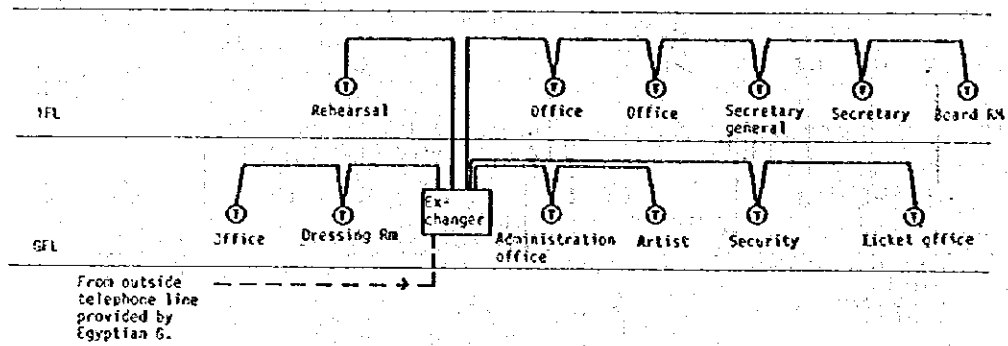 1FL
Rehearsal
Office
Office
Secretary
general
Secretary
Board RM
GFL
Office
Dressing Rm
Ex-
changer
Administration
office
Artist
Security
Ticket office
From outside
telephone line
provided by
Egyptian G.
T
T
T
T
T
T
T
T
T
T
T
T